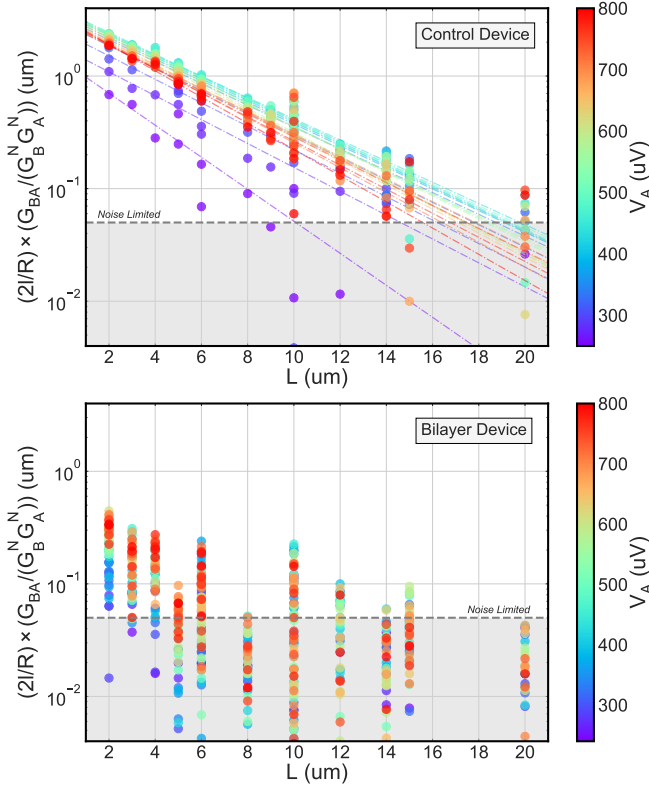 Control Device
(2l/R) × (G_BA/(G_B^N G_A^N)) (um)
10^0
10^-1
10^-2
Noise Limited
2 4 6 8 10 12 14 16 18 20
L (um)
800
700
600
500
400
300
V_A (uV)
Bilayer Device
(2l/R) × (G_BA/(G_B^N G_A^N)) (um)
10^0
10^-1
10^-2
Noise Limited
2 4 6 8 10 12 14 16 18 20
L (um)
800
700
600
500
400
300
V_A (uV)